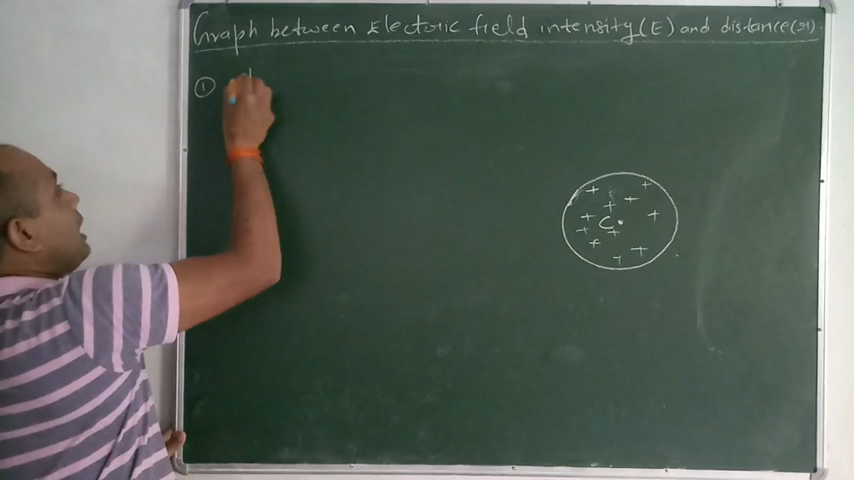 Graph between Electric field intensity (E) and distance (r)
①
C
+ + + + + + + + + + +